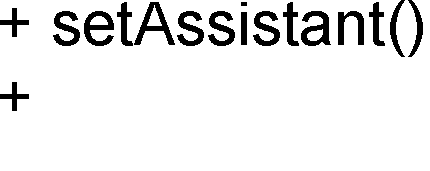 + setAssistant()
+